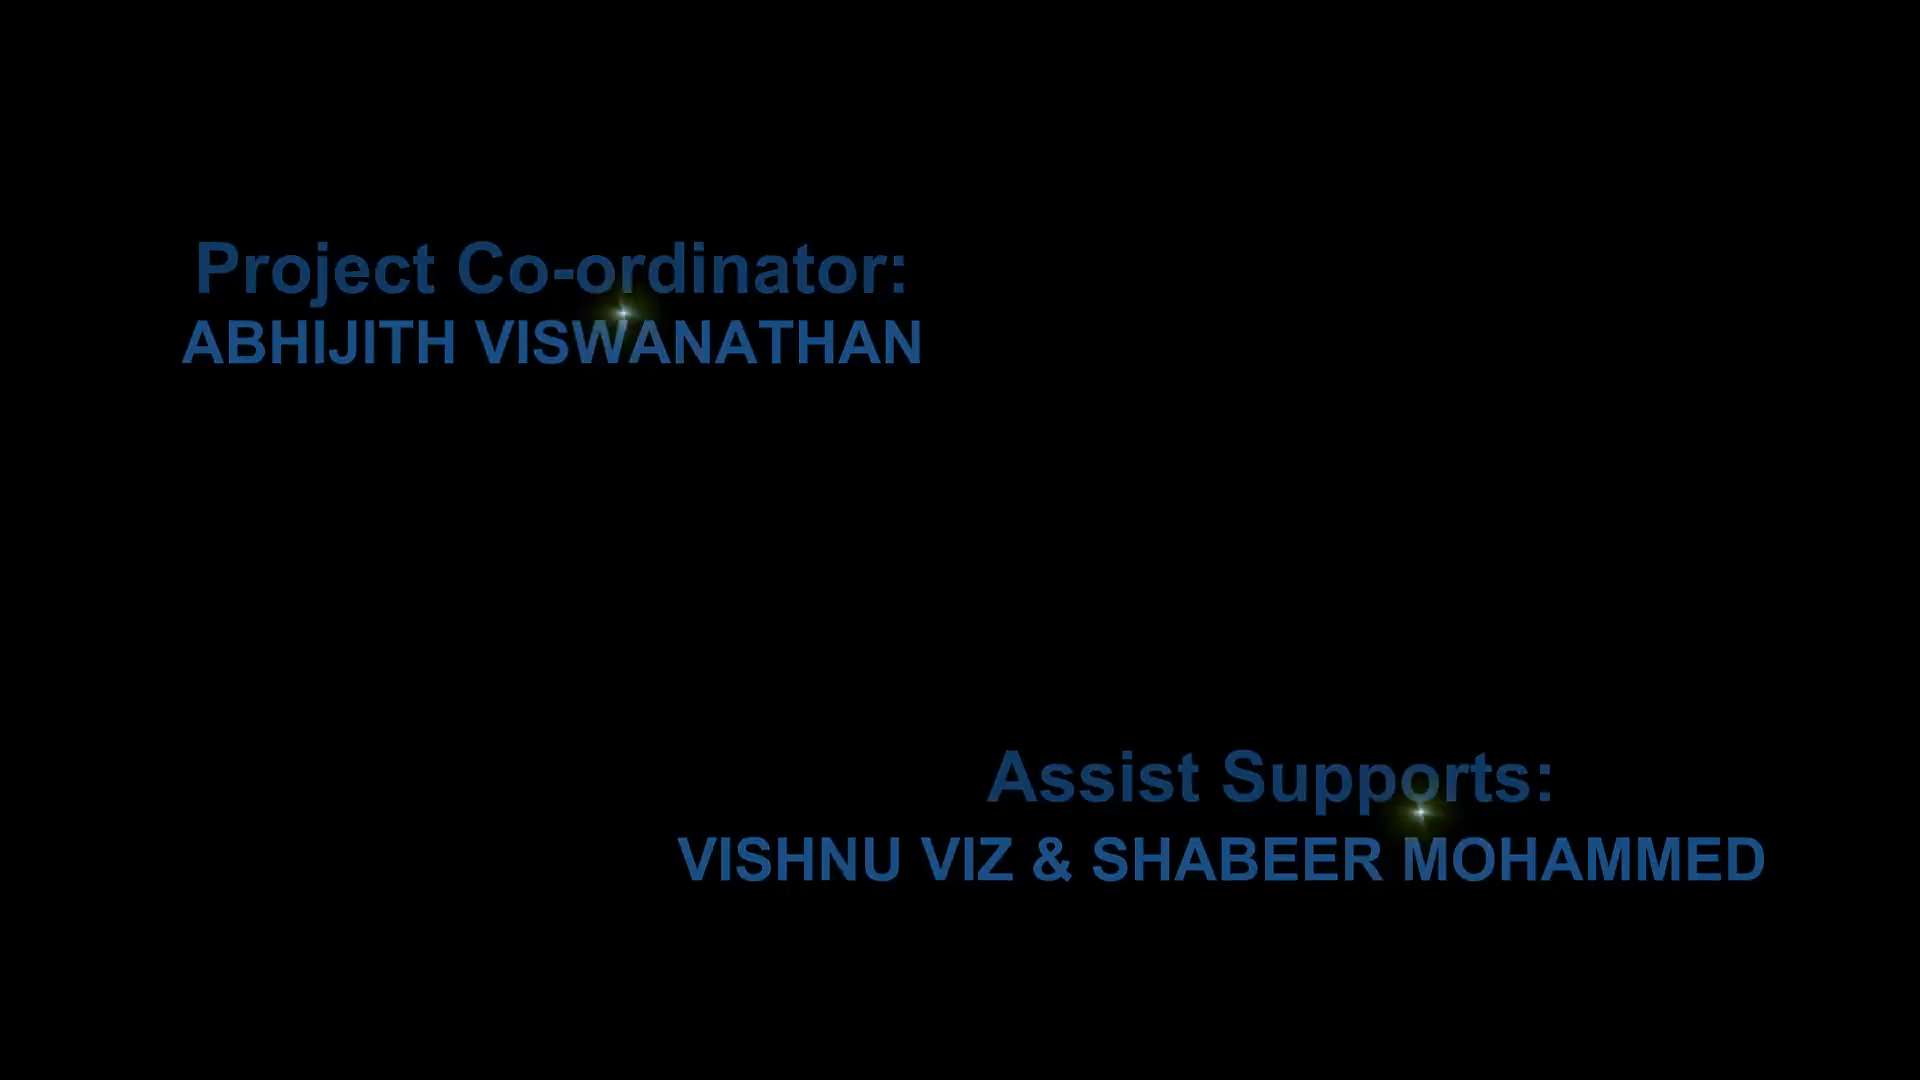 Project Co-ordinator:
ABHIJITH VISWANATHAN
Assist Supports:
VISHNU VIZ & SHABEER MOHAMMED